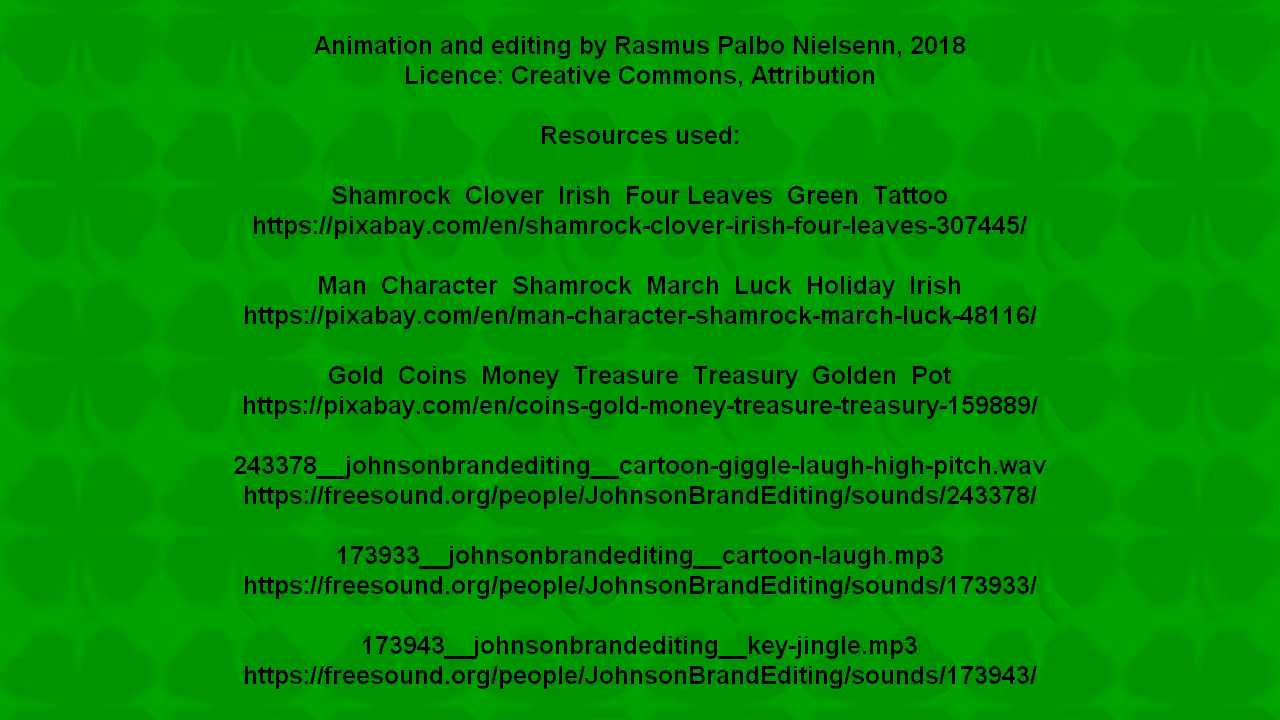 Animation and editing by Rasmus Palbo Nielsenn, 2018
Licence: Creative Commons, Attribution
Resources used:
Shamrock  Clover  Irish  Four Leaves  Green  Tattoo
https://pixabay.com/en/shamrock-clover-irish-four-leaves-307445/
Man  Character  Shamrock  March  Luck  Holiday  Irish
https://pixabay.com/en/man-character-shamrock-march-luck-48116/
Gold  Coins  Money  Treasure  Treasury  Golden  Pot
https://pixabay.com/en/coins-gold-money-treasure-treasury-159889/
243378__johnsonbrandediting__cartoon-giggle-laugh-high-pitch.wav
https://freesound.org/people/JohnsonBrandEditing/sounds/243378/
173933__johnsonbrandediting__cartoon-laugh.mp3
https://freesound.org/people/JohnsonBrandEditing/sounds/173933/
173943__johnsonbrandediting__key-jingle.mp3
https://freesound.org/people/JohnsonBrandEditing/sounds/173943/